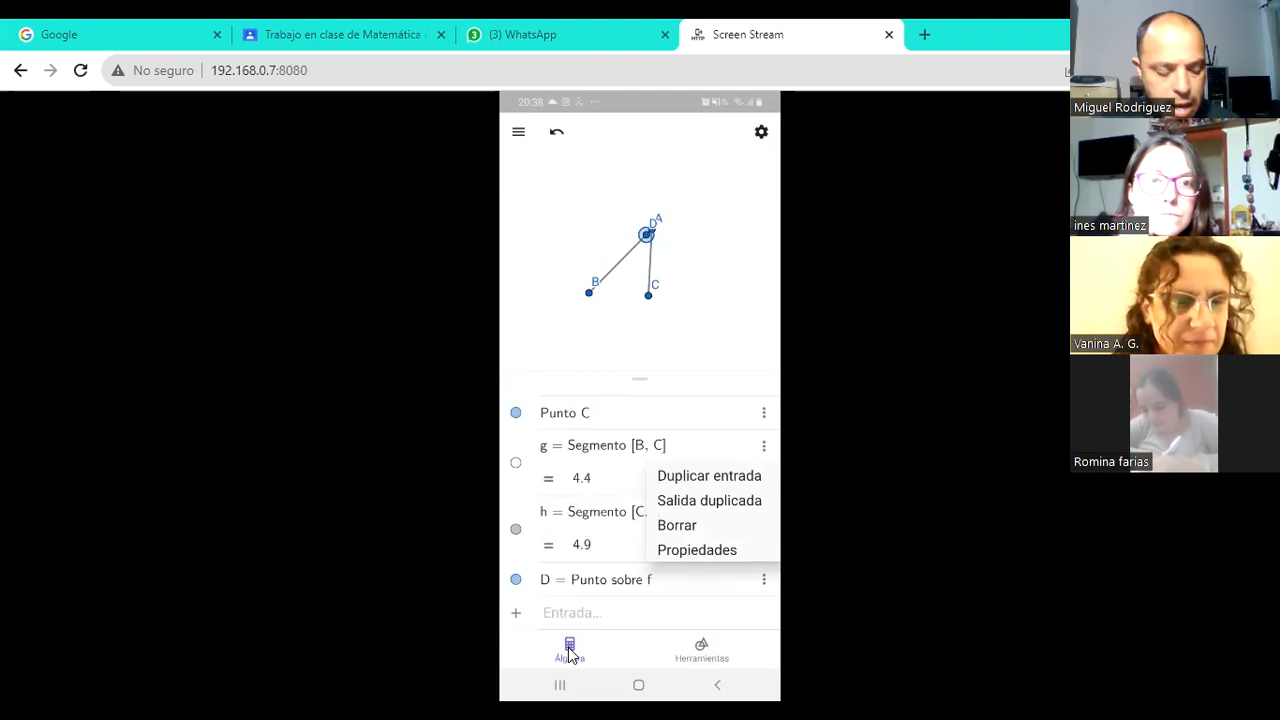 Google
Trabajo en clase de Matemática
(3) WhatsApp
HTTP
Screen Stream
No seguro
192.168.0.7:8080
20:38
A
D
B
C
Punto C
g = Segmento [B, C]
= 4.4
h = Segmento [C.
= 4.9
D = Punto sobre f
Duplicar entrada
Salida duplicada
Borrar
Propiedades
+ Entrada...
Herramientas
Miguel Rodriguez
ines martinez
Vanina A. G.
Romina farias